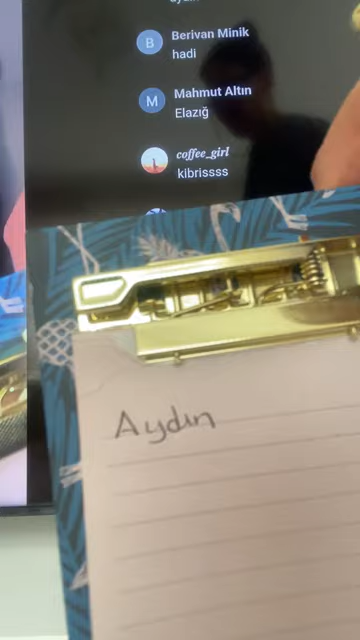 B Berivan Minik
hadi
M Mahmut Altın
Elazığ
coffee_girl
kibrissss
Aydın